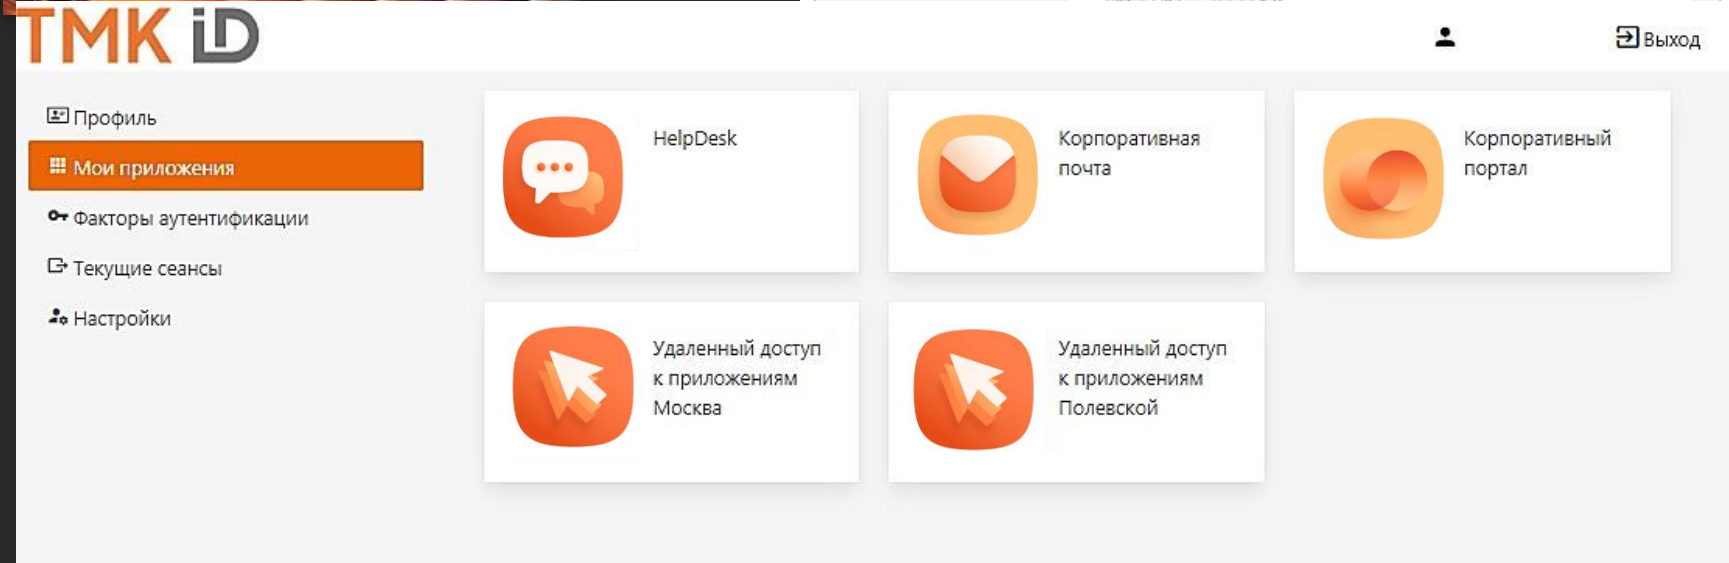 TMK iD
Выход
Профиль
Мои приложения
Факторы аутентификации
Текущие сеансы
Настройки
HelpDesk
Корпоративная
почта
Корпоративный
портал
Удаленный доступ
к приложениям
Москва
Удаленный доступ
к приложениям
Полевской